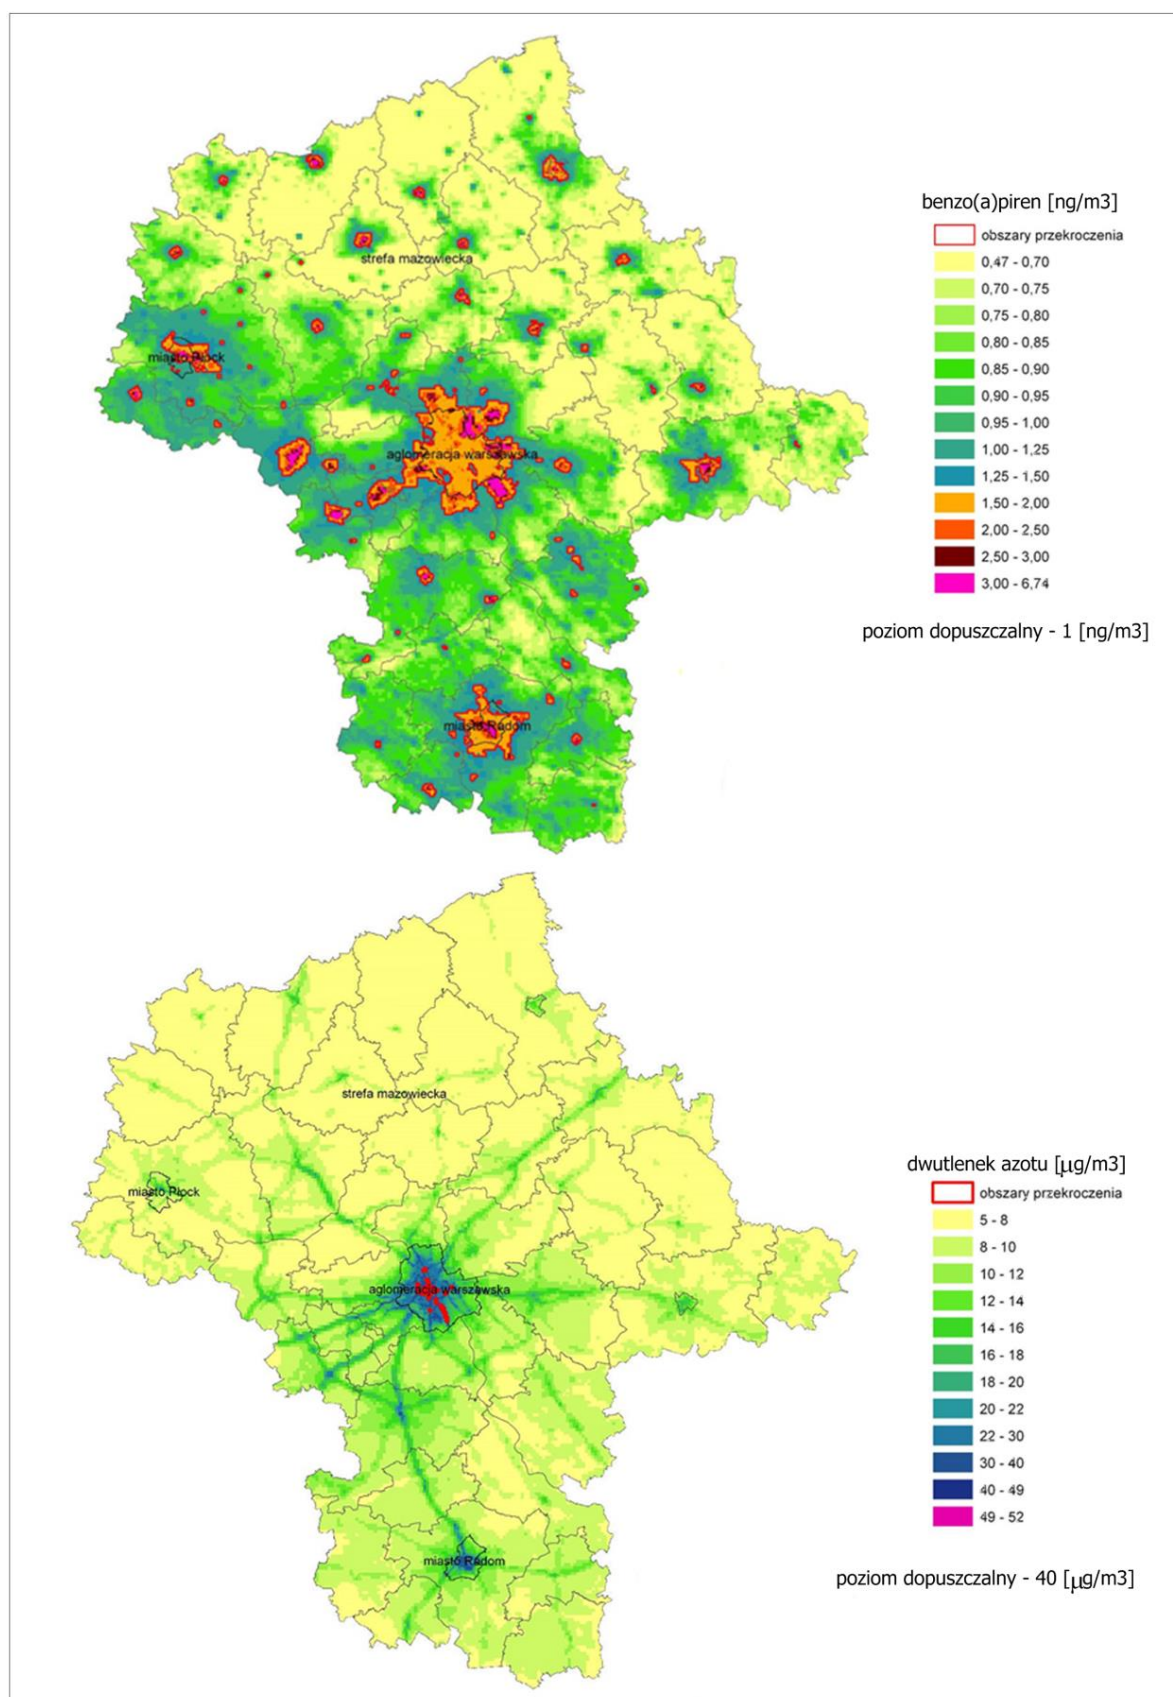 benzo(a)piren [ng/m3]
obszary przekroczenia
0,47 - 0,70
0,70 - 0,75
0,75 - 0,80
0,80 - 0,85
0,85 - 0,90
0,90 - 0,95
0,95 - 1,00
1,00 - 1,25
1,25 - 1,50
1,50 - 2,00
2,00 - 2,50
2,50 - 3,00
3,00 - 6,74
poziom dopuszczalny - 1 [ng/m3]
strefa mazowiecka
miasto Płock
aglomeracja warszawska
miasto Radom
dwutlenek azotu [µg/m3]
obszary przekroczenia
5 - 8
8 - 10
10 - 12
12 - 14
14 - 16
16 - 18
18 - 20
20 - 22
22 - 30
30 - 40
40 - 49
49 - 52
poziom dopuszczalny - 40 [µg/m3]
strefa mazowiecka
miasto Płock
aglomeracja warszawska
miasto Radom